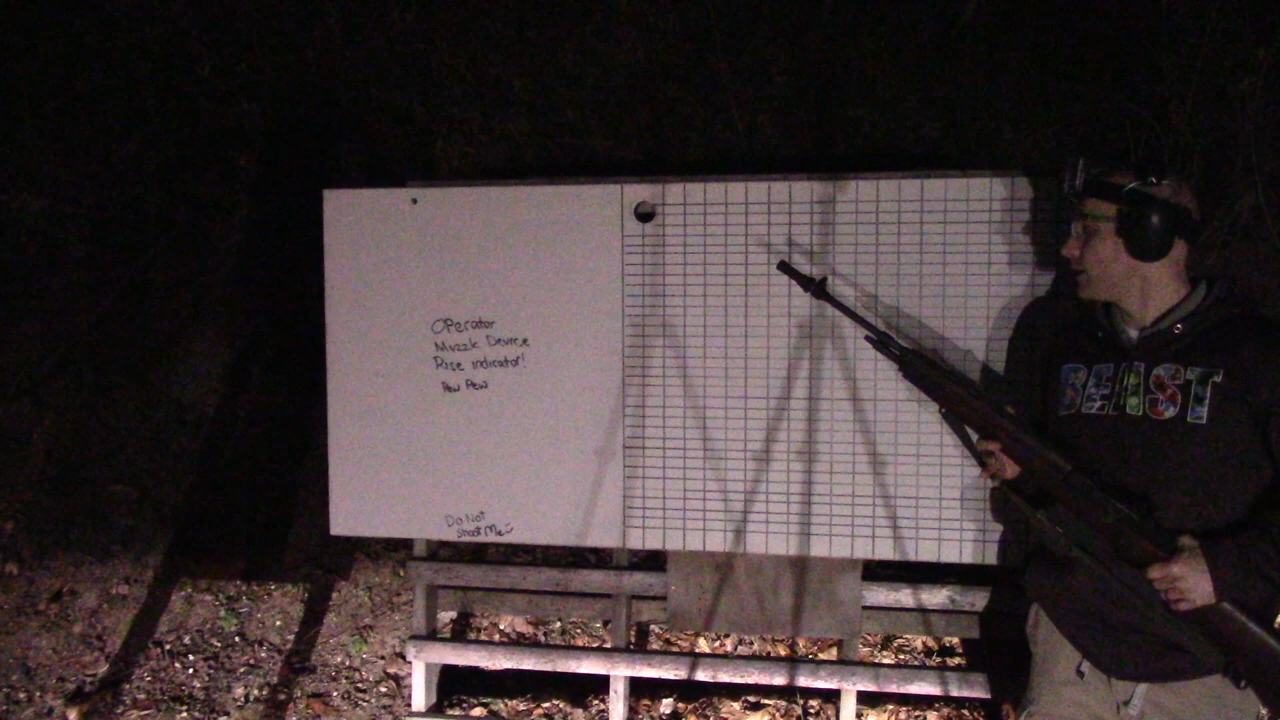 Operator
Muzzle Device
Rise indicator!
Pew Pew
Do Not
Shoot Me
BEAST